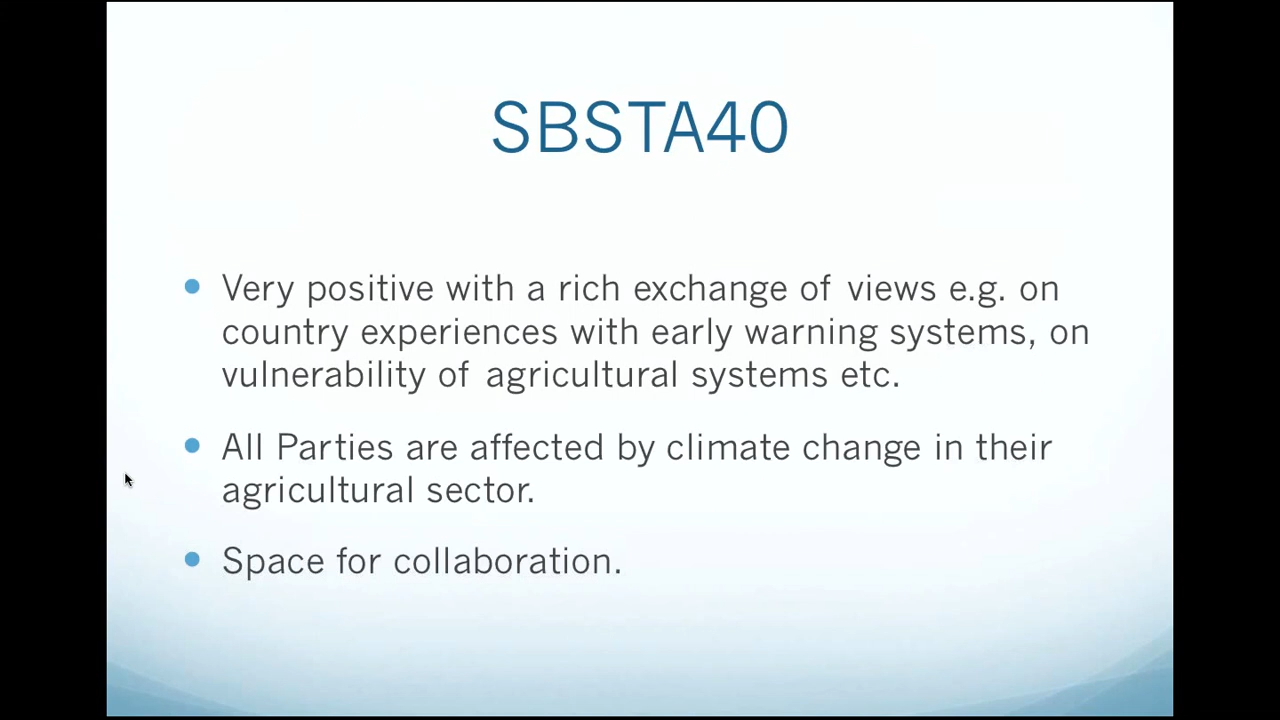 SBSTA40
Very positive with a rich exchange of views e.g. on
country experiences with early warning systems, on
vulnerability of agricultural systems etc.
All Parties are affected by climate change in their
agricultural sector.
Space for collaboration.